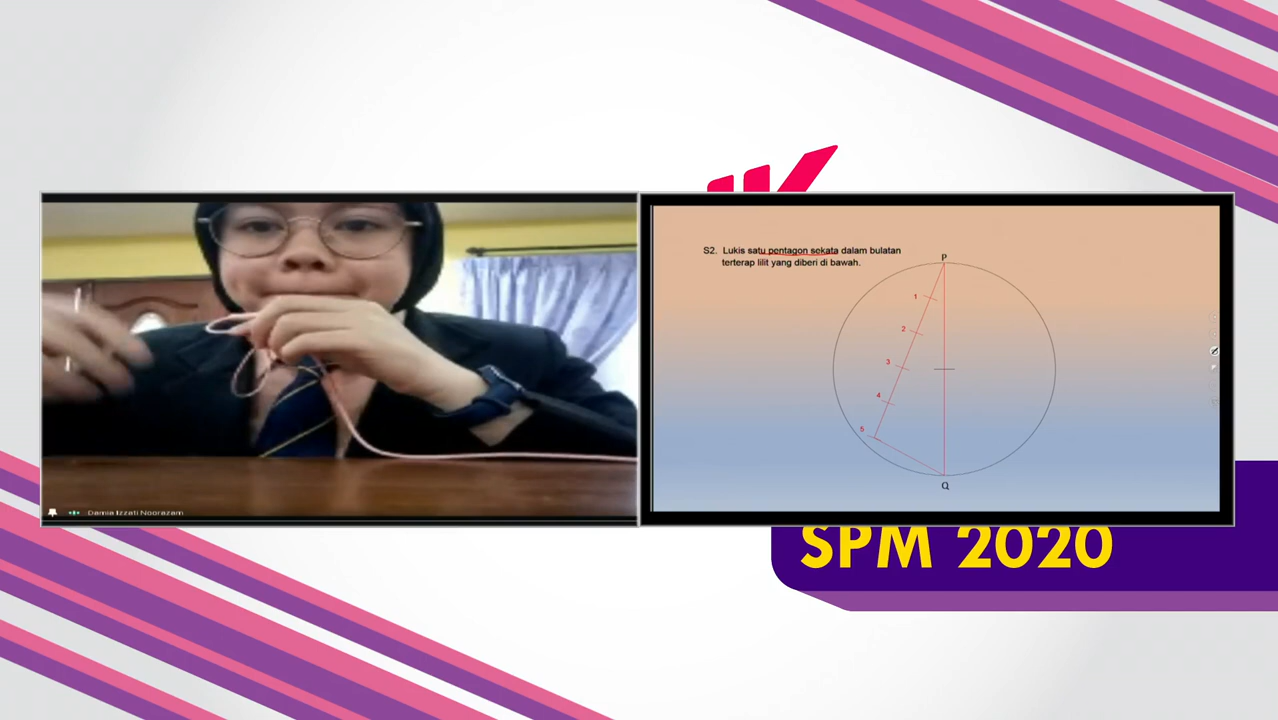 S2. Lukis satu pentagon sekata dalam bulatan
terterap lilit yang diberi di bawah.
P
1
2
3
4
5
Q
Damia Izzati Noorazam
SPM 2020